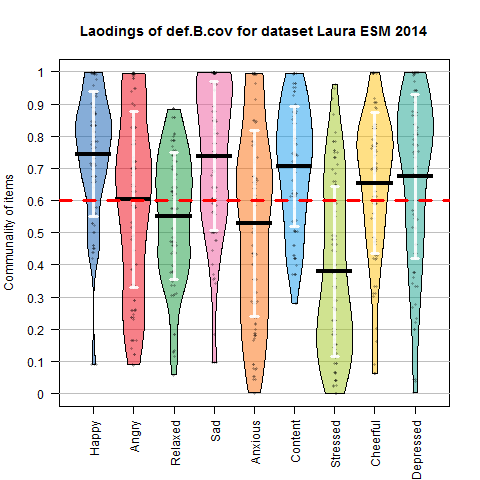 Laodings of def.B.cov for dataset Laura ESM 2014
Communality of items
1
0.9
0.8
0.7
0.6
0.5
0.4
0.3
0.2
0.1
0
Happy
Angry
Relaxed
Sad
Anxious
Content
Stressed
Cheerful
Depressed